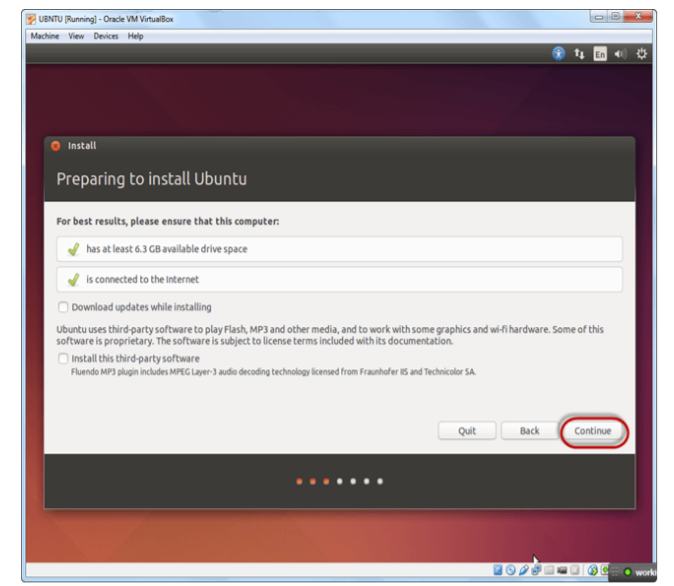 UBNTU [Running] - Oracle VM VirtualBox
Machine View Devices Help
En
Install
Preparing to install Ubuntu
For best results, please ensure that this computer:
has at least 6.3 GB available drive space
is connected to the Internet
Download updates while installing
Ubuntu uses third-party software to play Flash, MP3 and other media, and to work with some graphics and wi-fi hardware. Some of this
software is proprietary. The software is subject to license terms included with its documentation.
Install this third-party software
Fluendo MP3 plugin includes MPEG Layer-3 audio decoding technology licensed from Fraunhofer IIS and Technicolor SA.
Quit Back Continue
worki